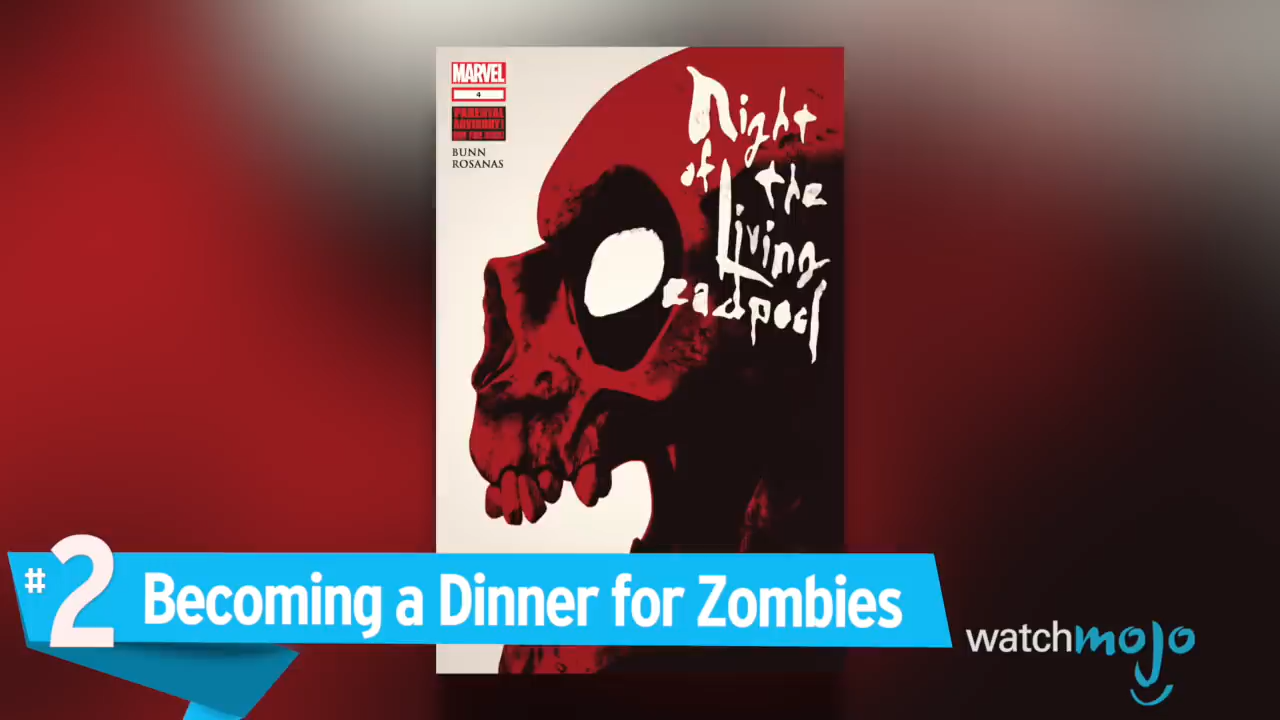 MARVEL
4
PARENTAL
ADVISORY!
BUNN
ROSANAS
Night
of the
Living
Deadpool
#2 Becoming a Dinner for Zombies
watchmojo